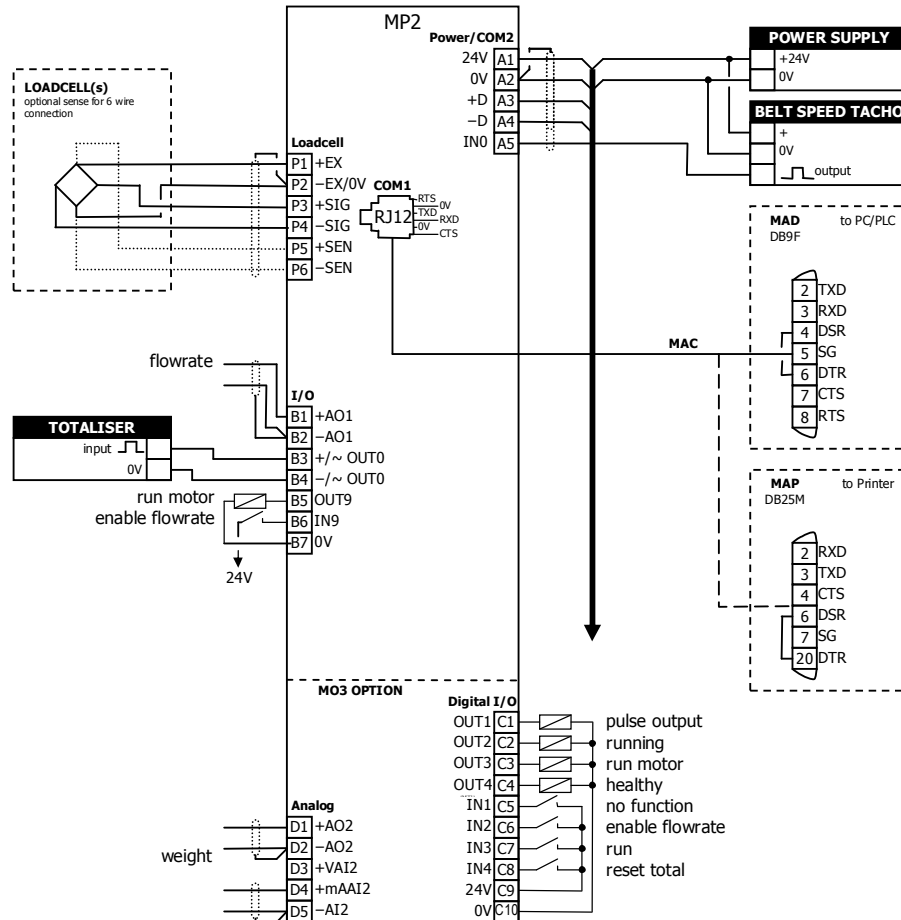 MP2
Power/COM2
24V A1
0V A2
+D A3
−D A4
IN0 A5
POWER SUPPLY
+24V
0V
BELT SPEED TACHO
+
0V
output
LOADCELL(s)
optional sense for 6 wire
connection
Loadcell
P1 +EX
P2 −EX/0V
P3 +SIG
P4 −SIG
P5 +SEN
P6 −SEN
COM1
RJ12
RTS
0V
TXD
RXD
0V
CTS
MAC
MAD to PC/PLC
DB9F
2 TXD
3 RXD
4 DSR
5 SG
6 DTR
7 CTS
8 RTS
flowrate
I/O
B1 +AO1
B2 −AO1
B3 +/~ OUT0
B4 −/~ OUT0
B5 OUT9
B6 IN9
B7 0V
TOTALISER
input
0V
run motor
enable flowrate
24V
MAP to Printer
DB25M
2 RXD
3 TXD
4 CTS
6 DSR
7 SG
20 DTR
MO3 OPTION
Digital I/O
OUT1 C1 pulse output
OUT2 C2 running
OUT3 C3 run motor
OUT4 C4 healthy
IN1 C5 no function
IN2 C6 enable flowrate
IN3 C7 run
IN4 C8 reset total
24V C9
0V C10
Analog
D1 +AO2
D2 −AO2
D3 +VAI2
D4 +mAAI2
D5 −AI2
weight